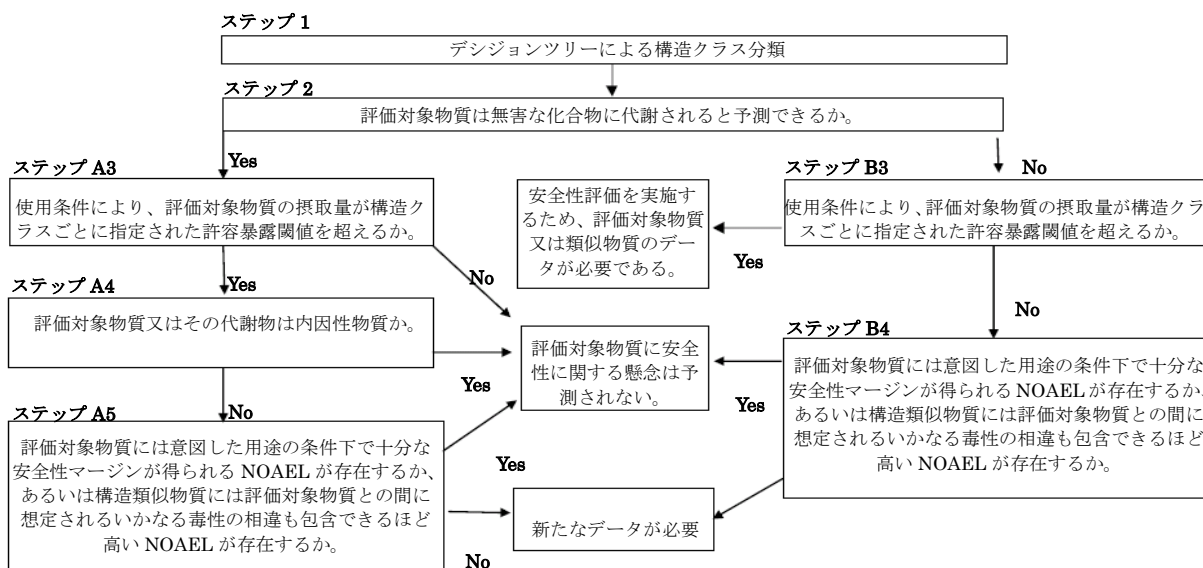 ステップ 1
デシジョンツリーによる構造クラス分類
ステップ 2
評価対象物質は無害な化合物に代謝されると予測できるか。
Yes
No
ステップ A3
使用条件により、評価対象物質の摂取量が構造ク
ラスごとに指定された許容暴露閾値を超えるか。
Yes
No
ステップ A4
評価対象物質又はその代謝物は内因性物質か。
Yes
No
ステップ A5
評価対象物質には意図した用途の条件下で十分な
安全性マージンが得られる NOAEL が存在するか、
あるいは構造類似物質には評価対象物質との間に
想定されるいかなる毒性の相違も包含できるほど
高い NOAEL が存在するか。
Yes
No
安全性評価を実施す
るため、評価対象物質
又は類似物質のデー
タが必要である。
評価対象物質に安全
性に関する懸念は予
測されない。
新たなデータが必要
ステップ B3
使用条件により、評価対象物質の摂取量が構造クラ
スごとに指定された許容暴露閾値を超えるか。
Yes
No
ステップ B4
評価対象物質には意図した用途の条件下で十分な
安全性マージンが得られる NOAEL が存在するか、
あるいは構造類似物質には評価対象物質との間に
想定されるいかなる毒性の相違も包含できるほど
高い NOAEL が存在するか。
Yes